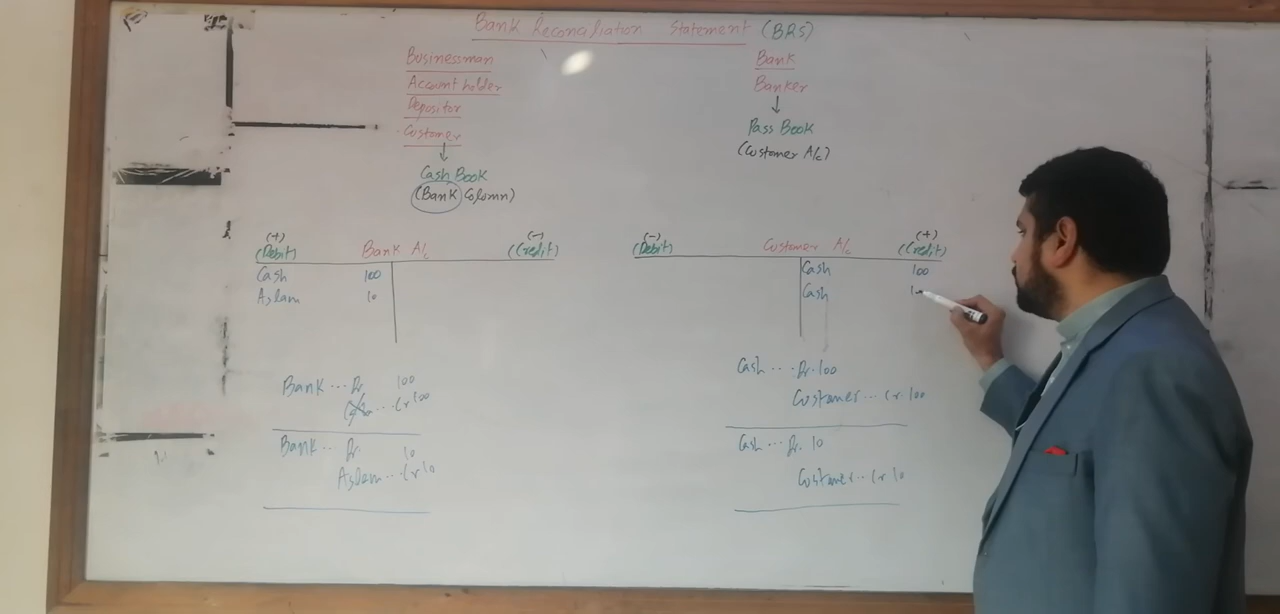 Bank Reconciliation Statement (BRS)
Businessman
Account holder
Depositor
Customer
Cash Book
(Bank Column)
Bank
Banker
Pass Book
(Customer A/c)
(+)
(Debit)
Bank A/c
(-)
(Credit)
Cash 100
Aslam 10
Bank ... Dr. 100
Cash ... Cr 100
Bank ... Dr. 10
Aslam ... Cr 10
(-)
(Debit)
Customer A/c
(+)
(Credit)
Cash 100
Cash
Cash .... Dr. 100
Customer ... Cr. 100
Cash ... Dr. 10
Customer ... Cr 10